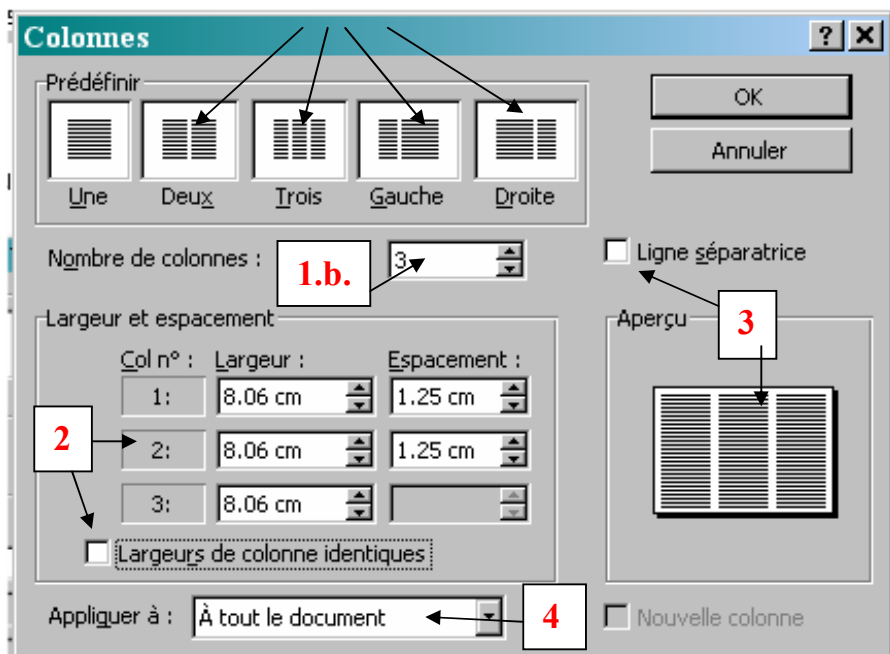 Colonnes
Prédéfinir
OK
Annuler
Une Deux Trois Gauche Droite
Nombre de colonnes : 1.b. 3
Ligne séparatrice
Largeur et espacement
Aperçu
3
Col n° : Largeur : Espacement :
1: 8.06 cm 1.25 cm
2
2: 8.06 cm 1.25 cm
3: 8.06 cm
Largeurs de colonne identiques
Appliquer à : À tout le document 4
Nouvelle colonne